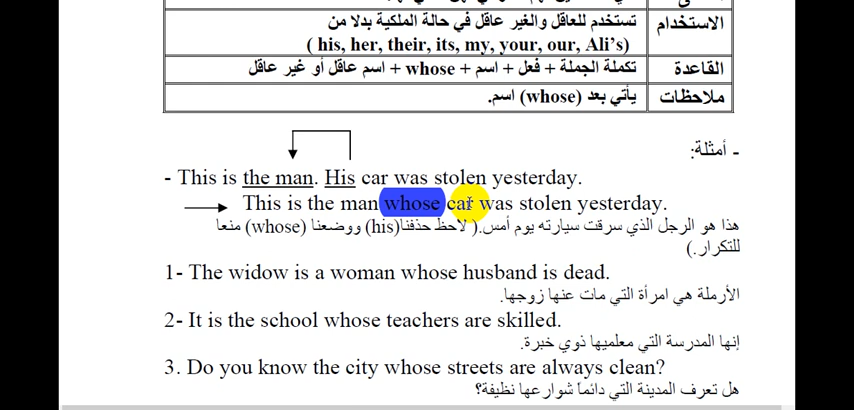 الاستخدام تستخدم للعاقل والغير عاقل في حالة الملكية بدلا من
( his, her, their, its, my, your, our, Ali's)
القاعدة تكملة الجملة + فعل + اسم + whose + اسم عاقل أو غير عاقل
ملاحظات يأتي بعد (whose) اسم.
- أمثلة:
- This is the man. His car was stolen yesterday.
This is the man whose car was stolen yesterday.
هذا هو الرجل الذي سرقت سيارته يوم أمس.( لاحظ حذفنا(his) ووضعنا (whose) منعا
للتكرار.)
1- The widow is a woman whose husband is dead.
الأرملة هي امرأة التي مات عنها زوجها.
2- It is the school whose teachers are skilled.
إنها المدرسة التي معلميها ذوي خبرة.
3. Do you know the city whose streets are always clean?
هل تعرف المدينة التي دائماً شوارعها نظيفة؟